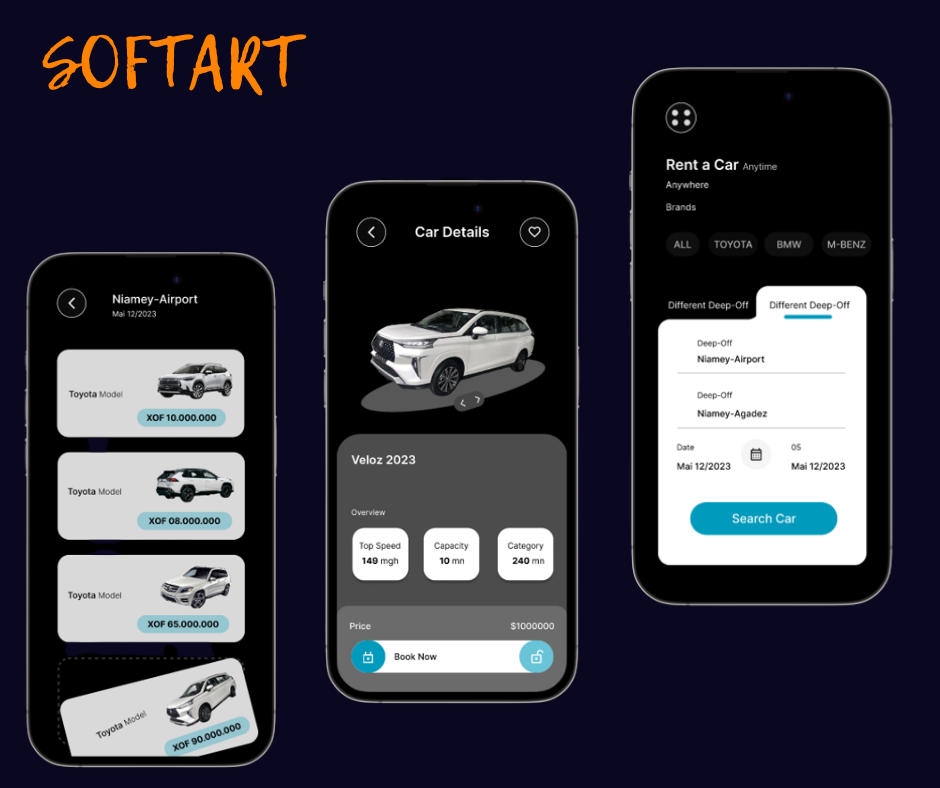 SOFTART
Niamey-Airport
Mai 12/2023
Toyota Model
XOF 10.000.000
Toyota Model
XOF 08.000.000
Toyota Model
XOF 65.000.000
Toyota Model
XOF 90.000.000
Car Details
Veloz 2023
Overview
Top Speed
149 mgh
Capacity
10 mn
Category
240 mn
Price
$1000000
Book Now
Rent a Car Anytime
Anywhere
Brands
ALL TOYOTA BMW M-BENZ
Different Deep-Off Different Deep-Off
Deep-Off
Niamey-Airport
Deep-Off
Niamey-Agadez
Date 05
Mai 12/2023 Mai 12/2023
Search Car